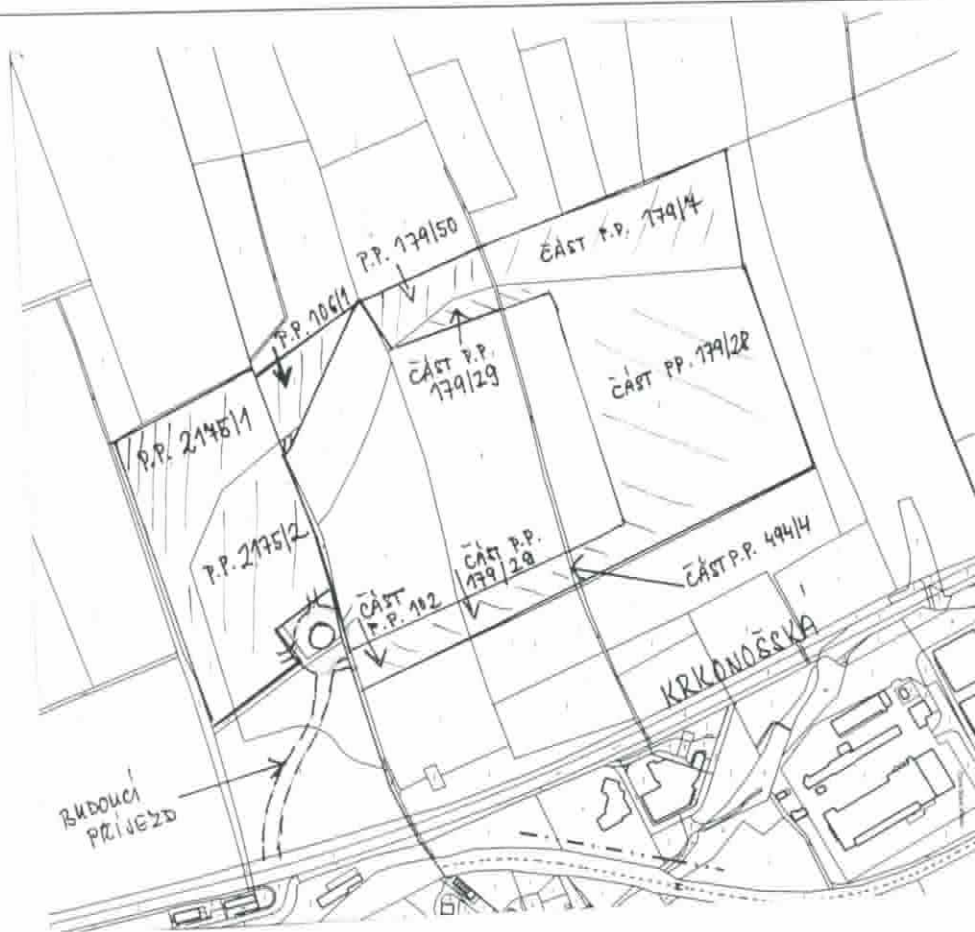 P.P. 179/50
ČÁST P.P. 179/7
P.P. 106/1
ČÁST P.P.
179/29
ČÁST PP. 179/28
P.P. 2175/1
P.P. 2175/2
ČÁST P.P.
179/28
ČÁST P.P. 494/4
ČÁST
P.P. 102
KRKONOŠSKÁ
BUDOUCÍ
PŘÍJEZD